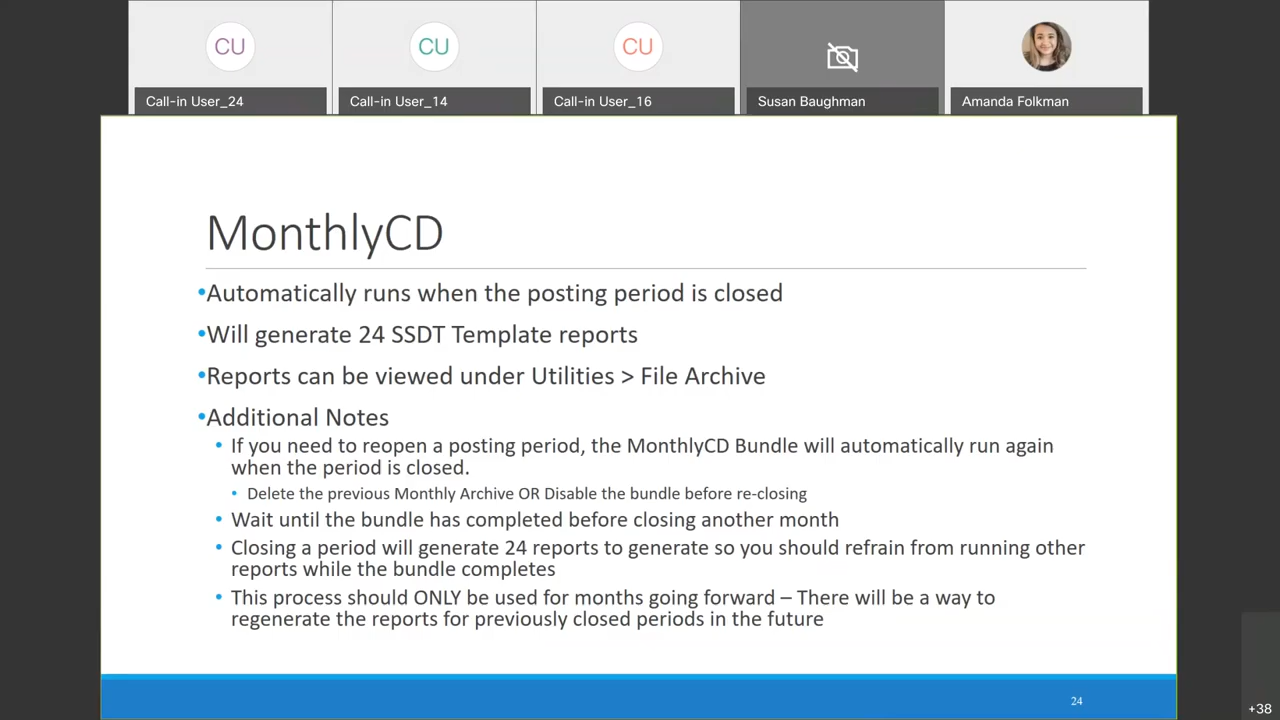 CU
CU
CU
Call-in User_24
Call-in User_14
Call-in User_16
Susan Baughman
Amanda Folkman
MonthlyCD
•Automatically runs when the posting period is closed
•Will generate 24 SSDT Template reports
•Reports can be viewed under Utilities > File Archive
•Additional Notes
• If you need to reopen a posting period, the MonthlyCD Bundle will automatically run again
when the period is closed.
• Delete the previous Monthly Archive OR Disable the bundle before re-closing
• Wait until the bundle has completed before closing another month
• Closing a period will generate 24 reports to generate so you should refrain from running other
reports while the bundle completes
• This process should ONLY be used for months going forward – There will be a way to
regenerate the reports for previously closed periods in the future
24
+38